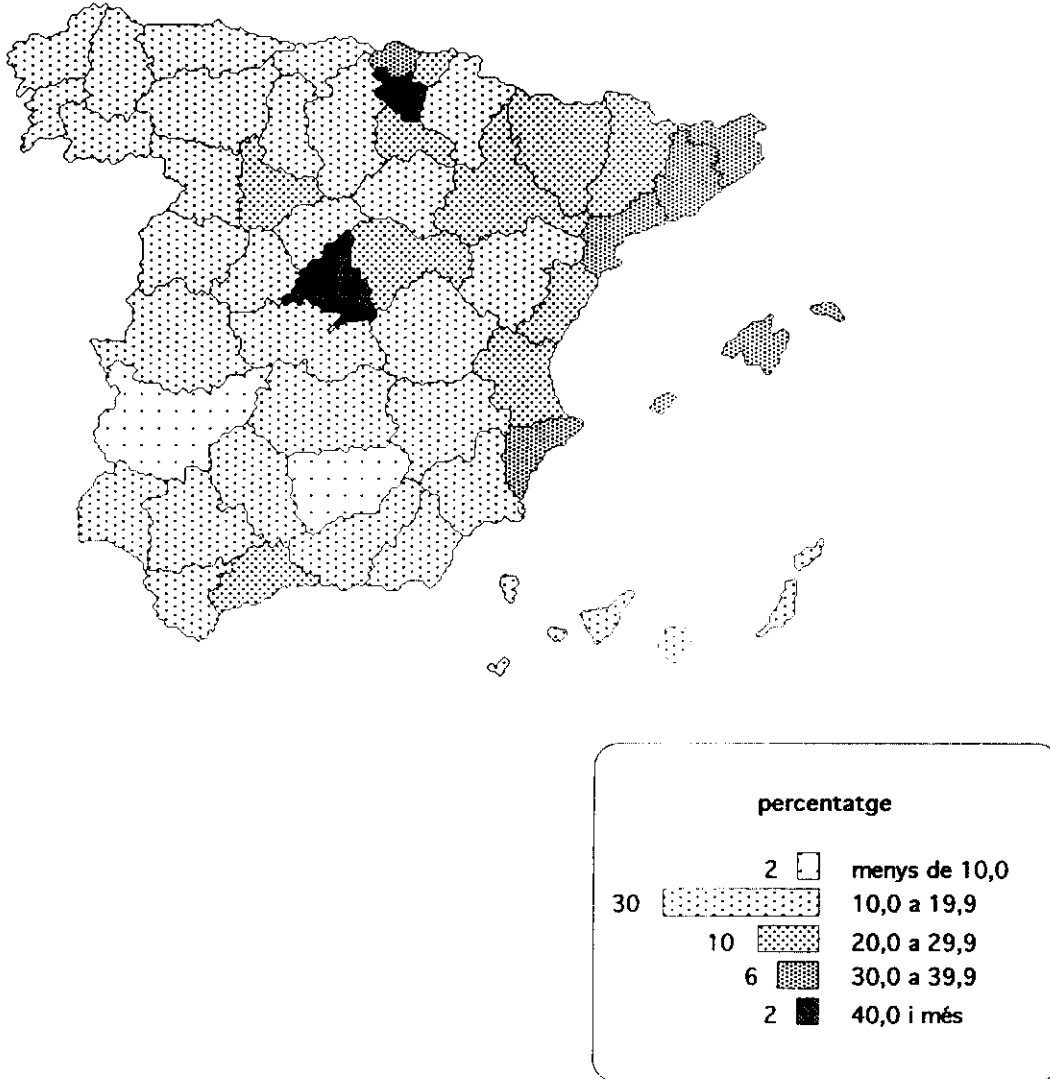 percentatge
2 menys de 10,0
30 10,0 a 19,9
10 20,0 a 29,9
6 30,0 a 39,9
2 40,0 i més